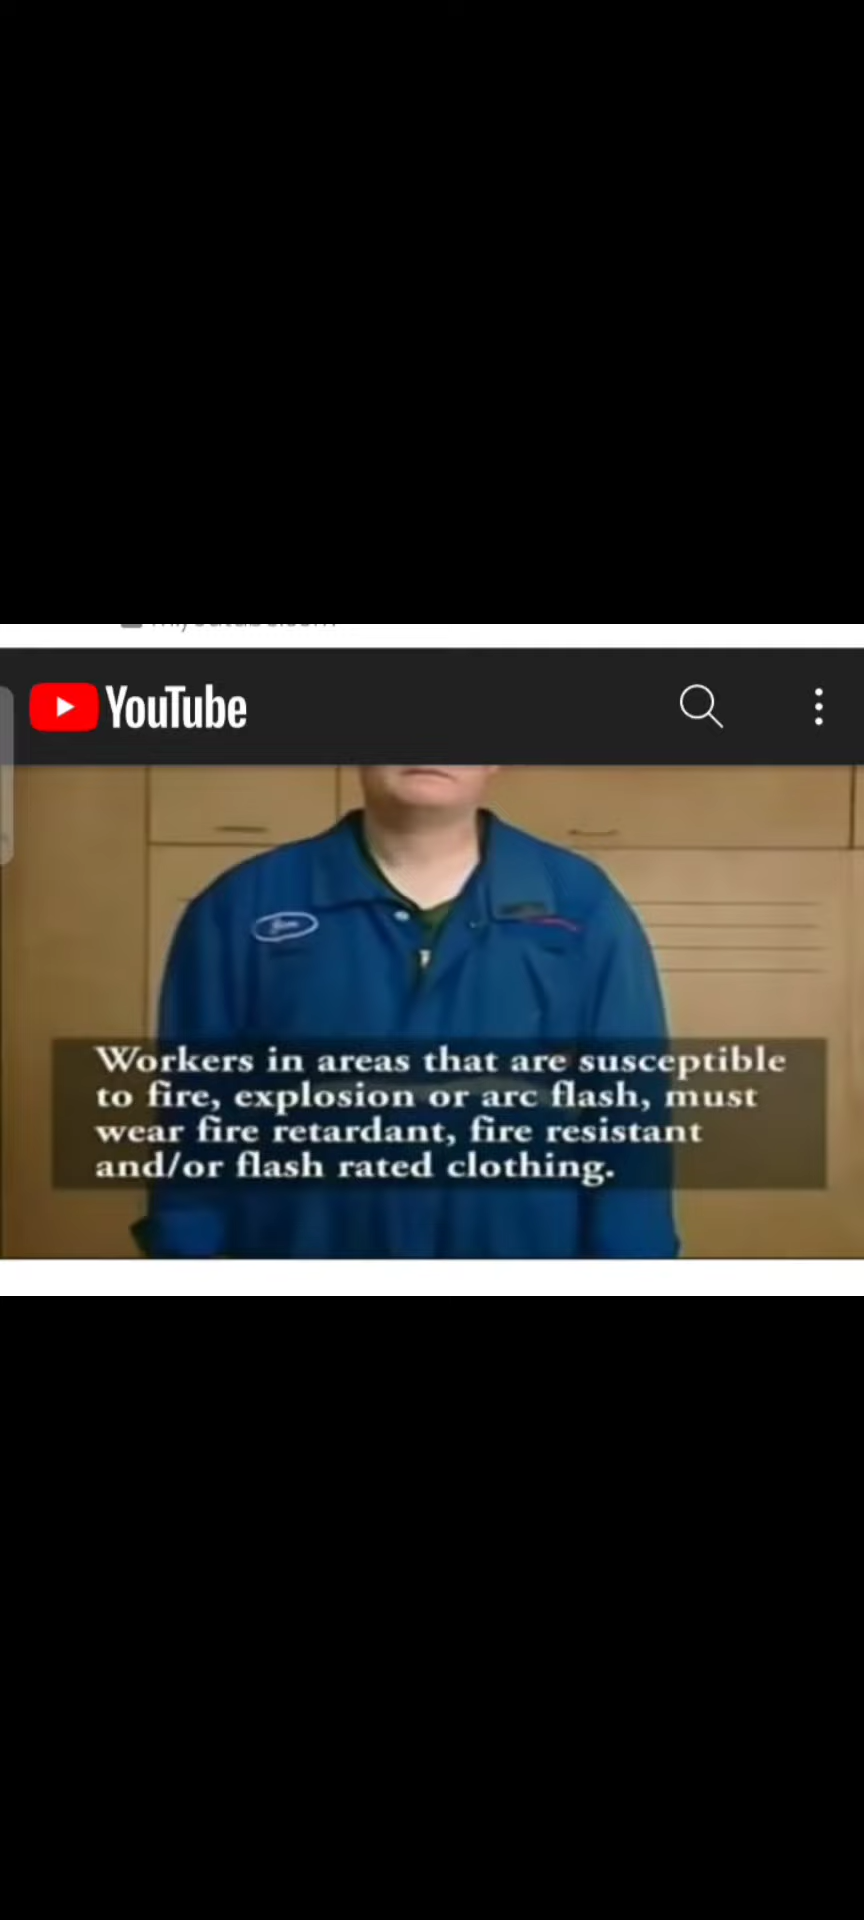 YouTube
Workers in areas that are susceptible
to fire, explosion or arc flash, must
wear fire retardant, fire resistant
and/or flash rated clothing.